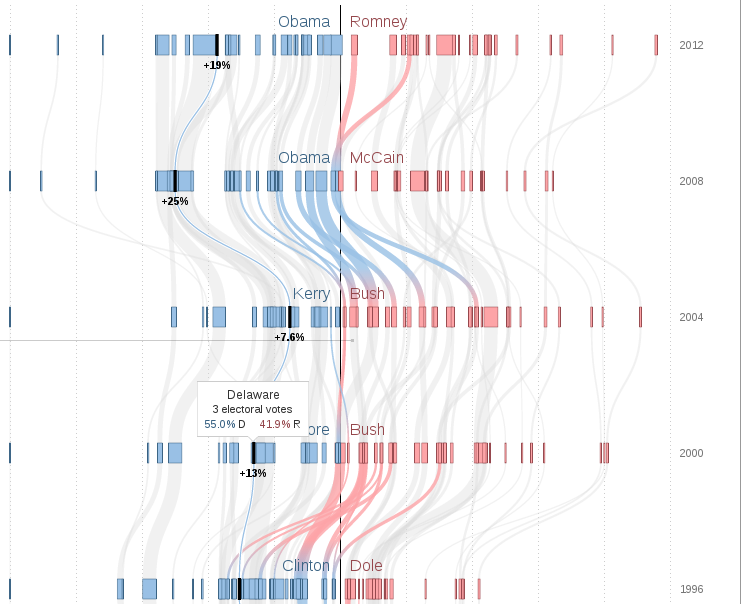 Obama Romney
2012
+19%
Obama McCain
2008
+25%
Kerry Bush
2004
+7.6%
Delaware
3 electoral votes
55.0% D 41.9% R
ore Bush
2000
+13%
Clinton Dole
1996